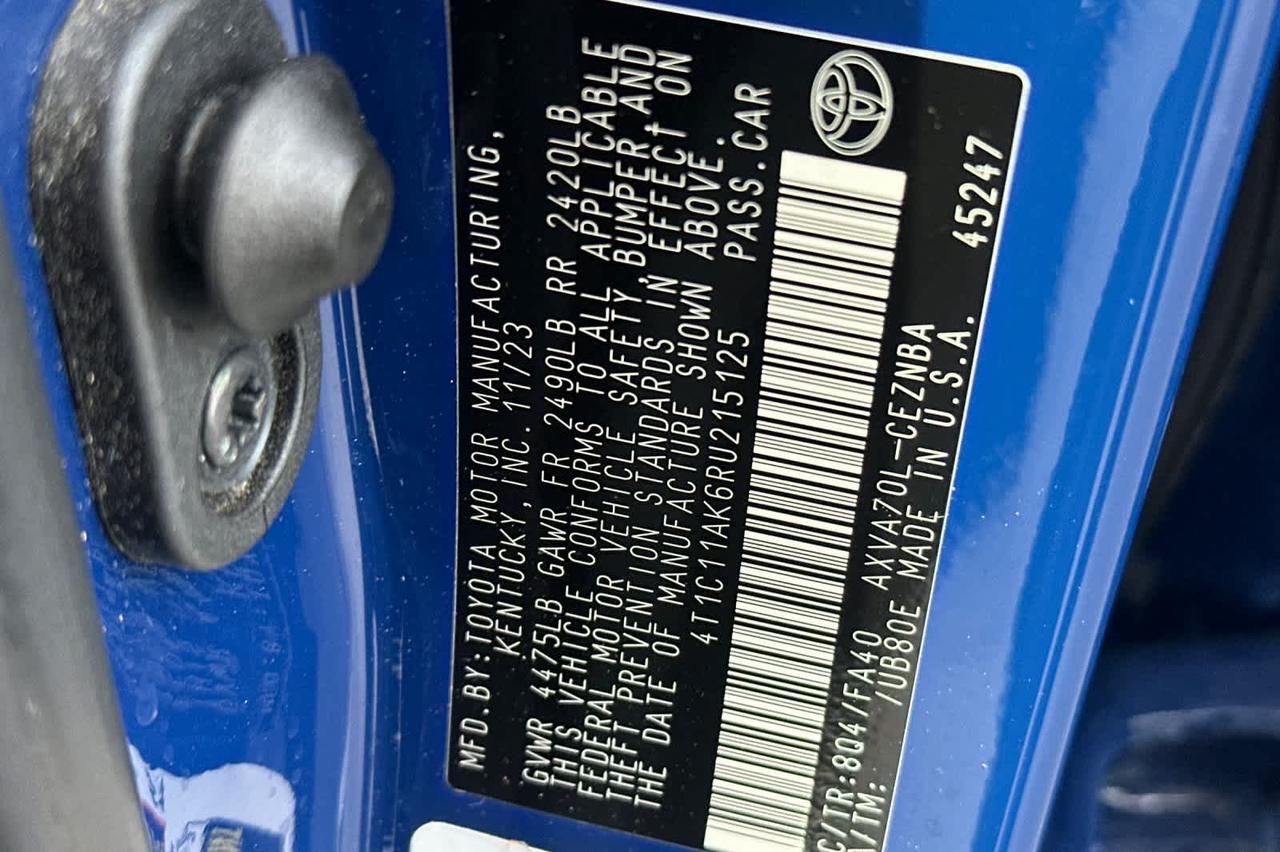 MFD.BY:TOYOTA MOTOR MANUFACTURING,
KENTUCKY,INC.11/23
GVWR 4475LB GAWR FR 2490LB RR 2420LB
THIS VEHICLE CONFORMS TO ALL APPLICABLE
FEDERAL MOTOR VEHICLE SAFETY,BUMPER,AND
THEFT PREVENTION STANDARDS IN EFFECT ON
THE DATE OF MANUFACTURE SHOWN ABOVE.
4T1C11AK6RU215125 PASS.CAR
C/TR:8Q4/FA40 AXVA70L-CEZNBA
A/TM: /UB80E MADE IN U.S.A. 45247